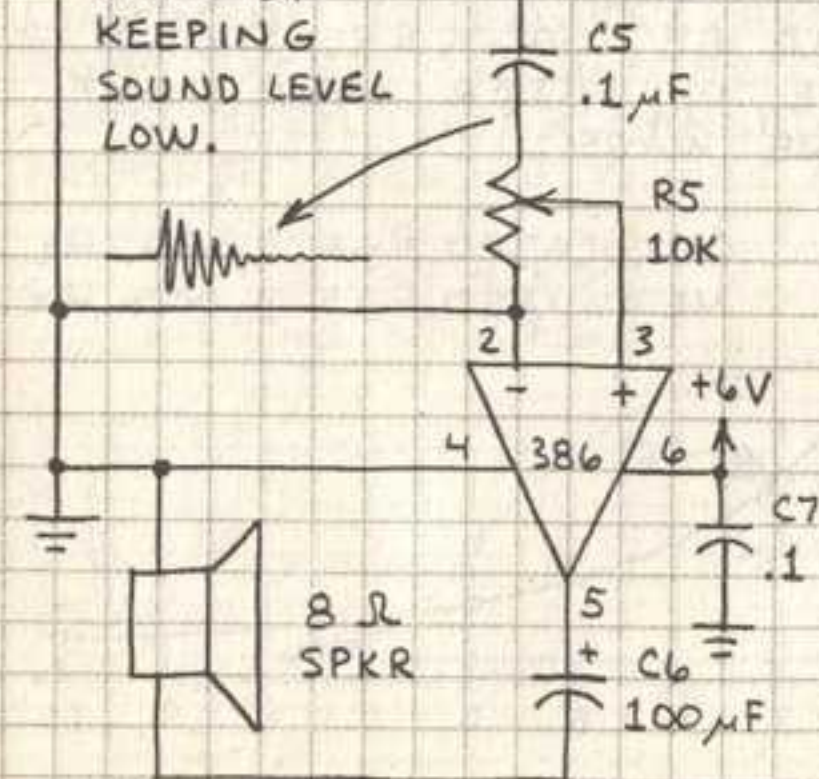 KEEPING
SOUND LEVEL
LOW.
C5
.1µF
R5
10K
2
3
-
+
+6V
4
386
6
C7
.1
5
8 Ω
SPKR
+
C6
100µF